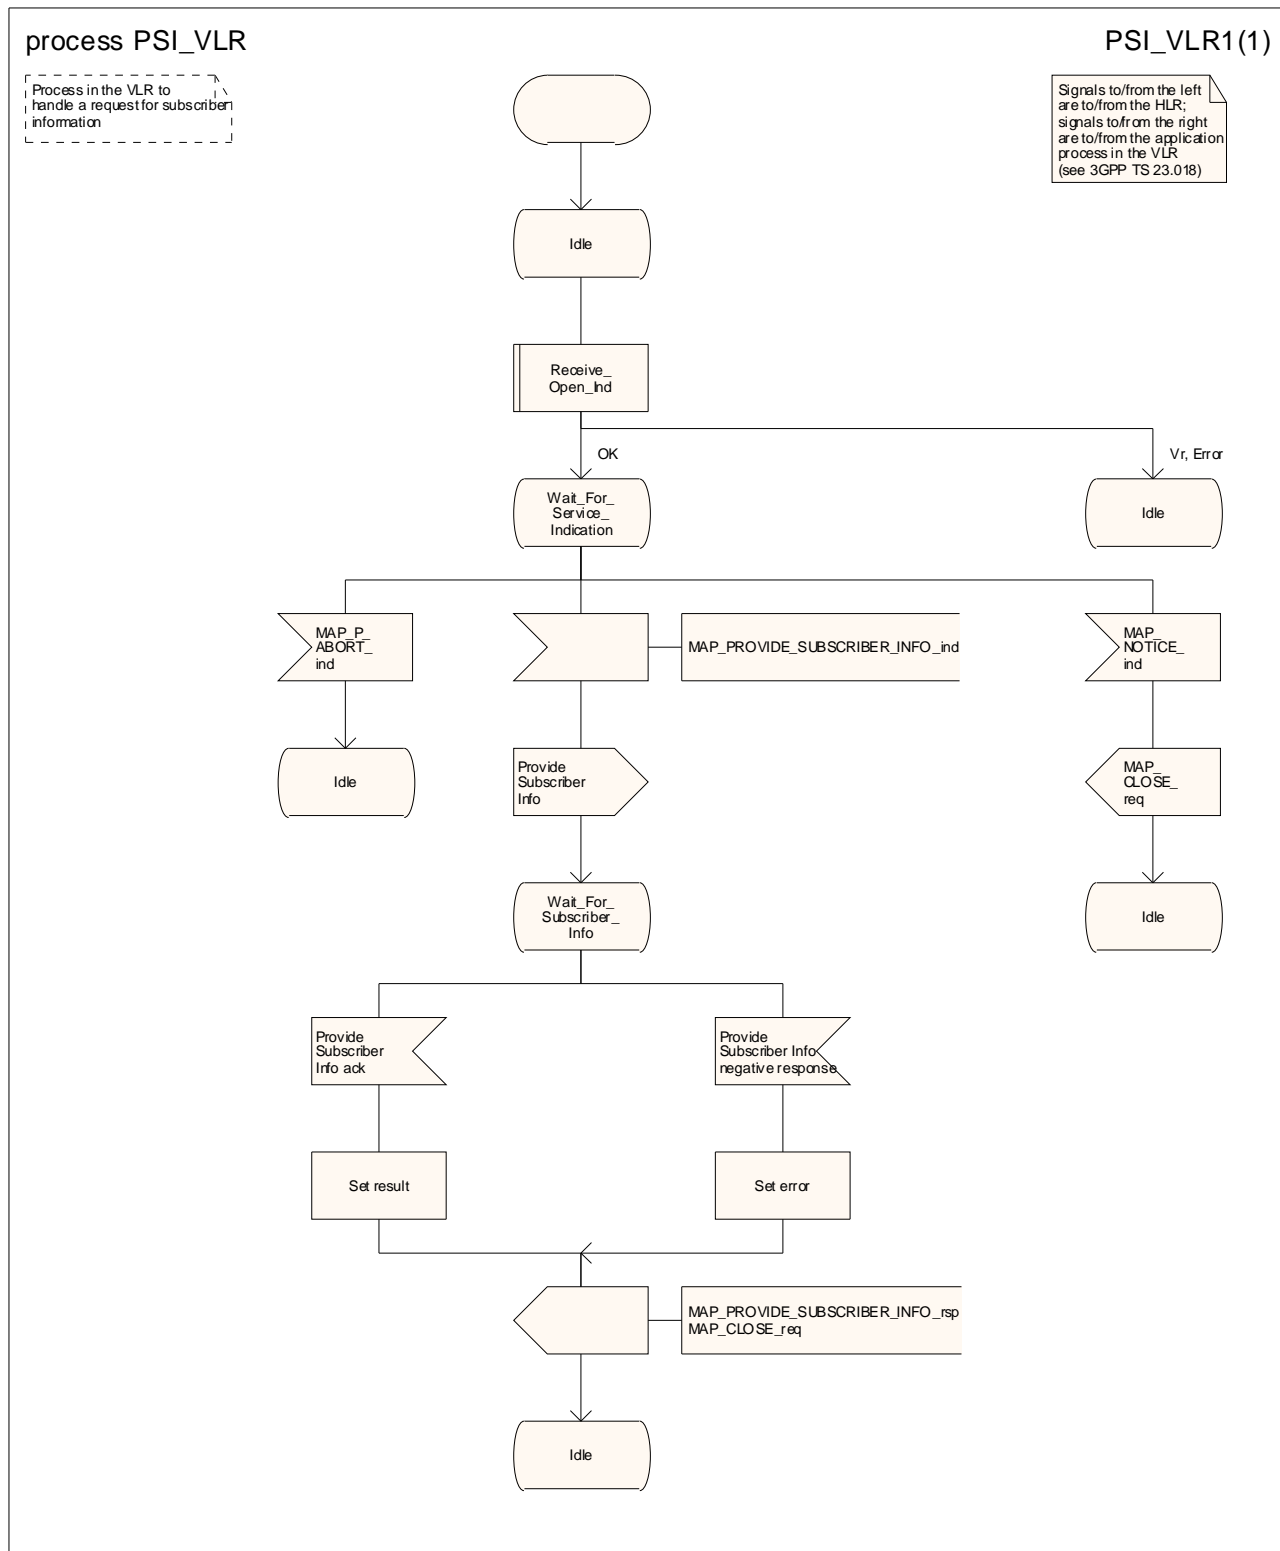 process PSI_VLR
PSI_VLR1(1)
Process in the VLR to
handle a request for subscriber
information
Signals to/from the left
are to/from the HLR;
signals to/from the right
are to/from the application
process in the VLR
(see 3GPP TS 23.018)
Idle
Receive_
Open_Ind
OK
Vr, Error
Wait_For_
Service_
Indication
Idle
MAP_P_
ABORT_
ind
MAP_PROVIDE_SUBSCRIBER_INFO_ind
MAP_
NOTICE_
ind
Idle
Provide
Subscriber
Info
MAP_
CLOSE_
req
Wait_For_
Subscriber_
Info
Idle
Provide
Subscriber
Info ack
Provide
Subscriber Info
negative response
Set result
Set error
MAP_PROVIDE_SUBSCRIBER_INFO_rsp
MAP_CLOSE_req
Idle